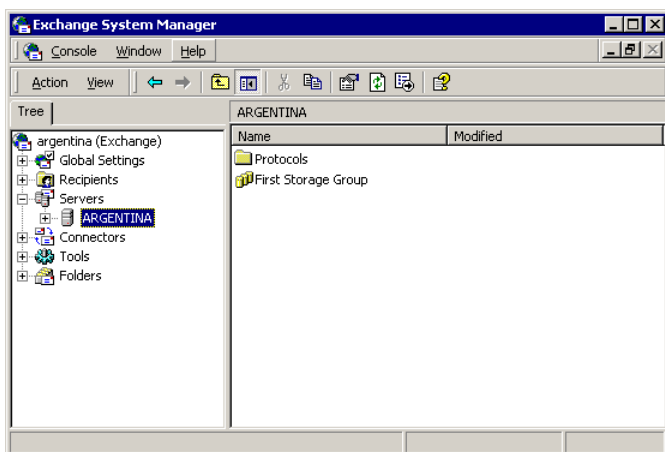 Exchange System Manager
Console Window Help
Action View
Tree
ARGENTINA
Name Modified
argentina (Exchange)
Global Settings
Recipients
Servers
ARGENTINA
Connectors
Tools
Folders
Protocols
First Storage Group